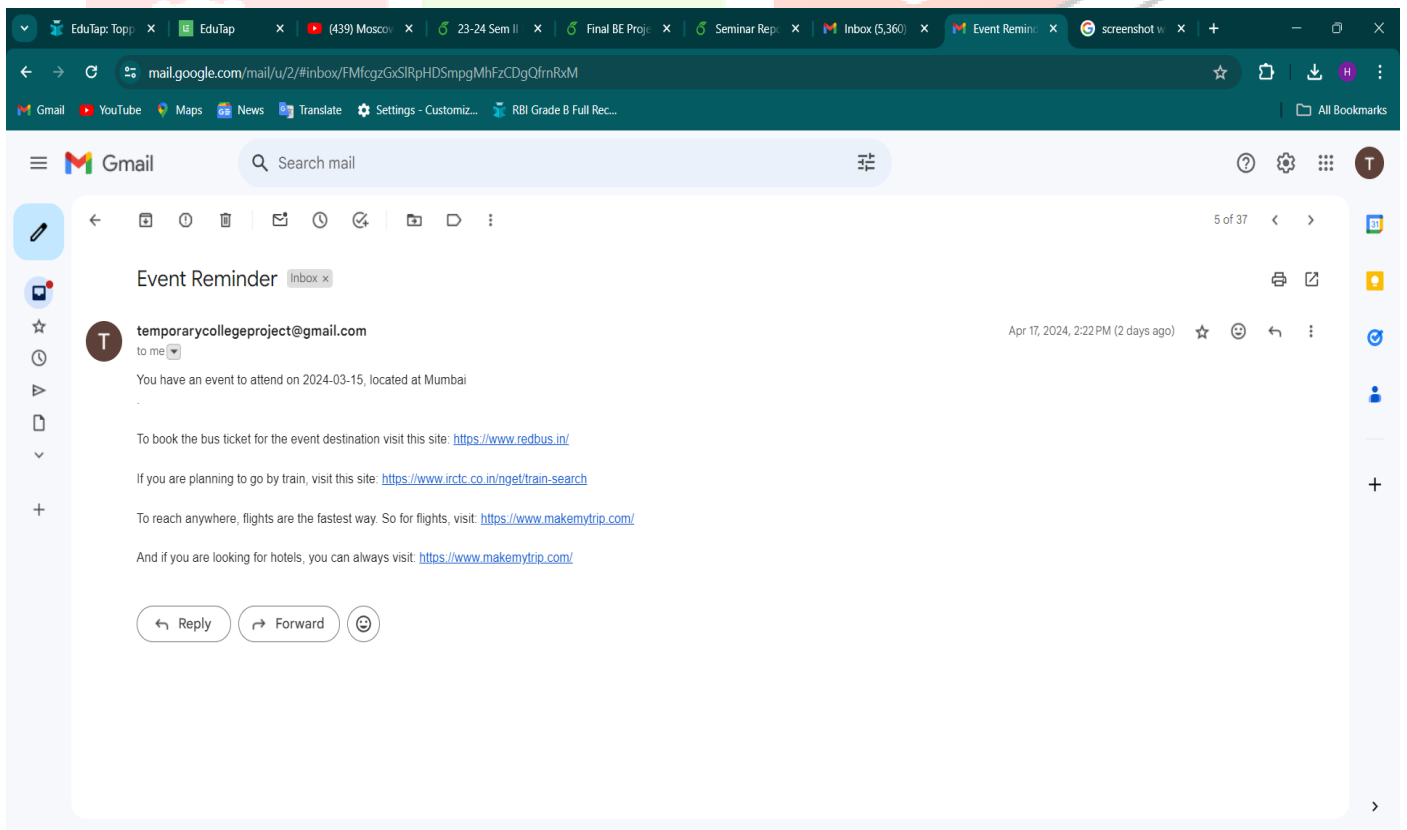 EduTap: Topp
EduTap
(439) Moscow
23-24 Sem II
Final BE Proje
Seminar Repo
Inbox (5,360)
Event Remind
screenshot w
mail.google.com/mail/u/2/#inbox/FMfcgzGxSlRpHDSmpgMhFzCDgQfrnRxM
H
Gmail
YouTube
Maps
News
Translate
Settings - Customiz...
RBI Grade B Full Rec...
All Bookmarks
Gmail
Search mail
T
5 of 37
31
Event Reminder
Inbox ×
T
temporarycollegeproject@gmail.com
Apr 17, 2024, 2:22 PM (2 days ago)
to me
You have an event to attend on 2024-03-15, located at Mumbai
.
To book the bus ticket for the event destination visit this site: https://www.redbus.in/
If you are planning to go by train, visit this site: https://www.irctc.co.in/nget/train-search
To reach anywhere, flights are the fastest way. So for flights, visit: https://www.makemytrip.com/
And if you are looking for hotels, you can always visit: https://www.makemytrip.com/
Reply
Forward